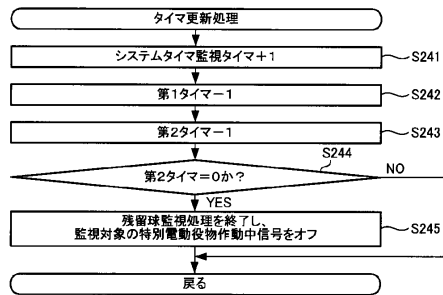 タイマ更新処理
システムタイマ監視タイマ+1
S241
第1タイマ-1
S242
第2タイマ-1
S243
S244
第2タイマ=0か?
NO
YES
残留球監視処理を終了し、
監視対象の特別電動役物作動中信号をオフ
S245
戻る